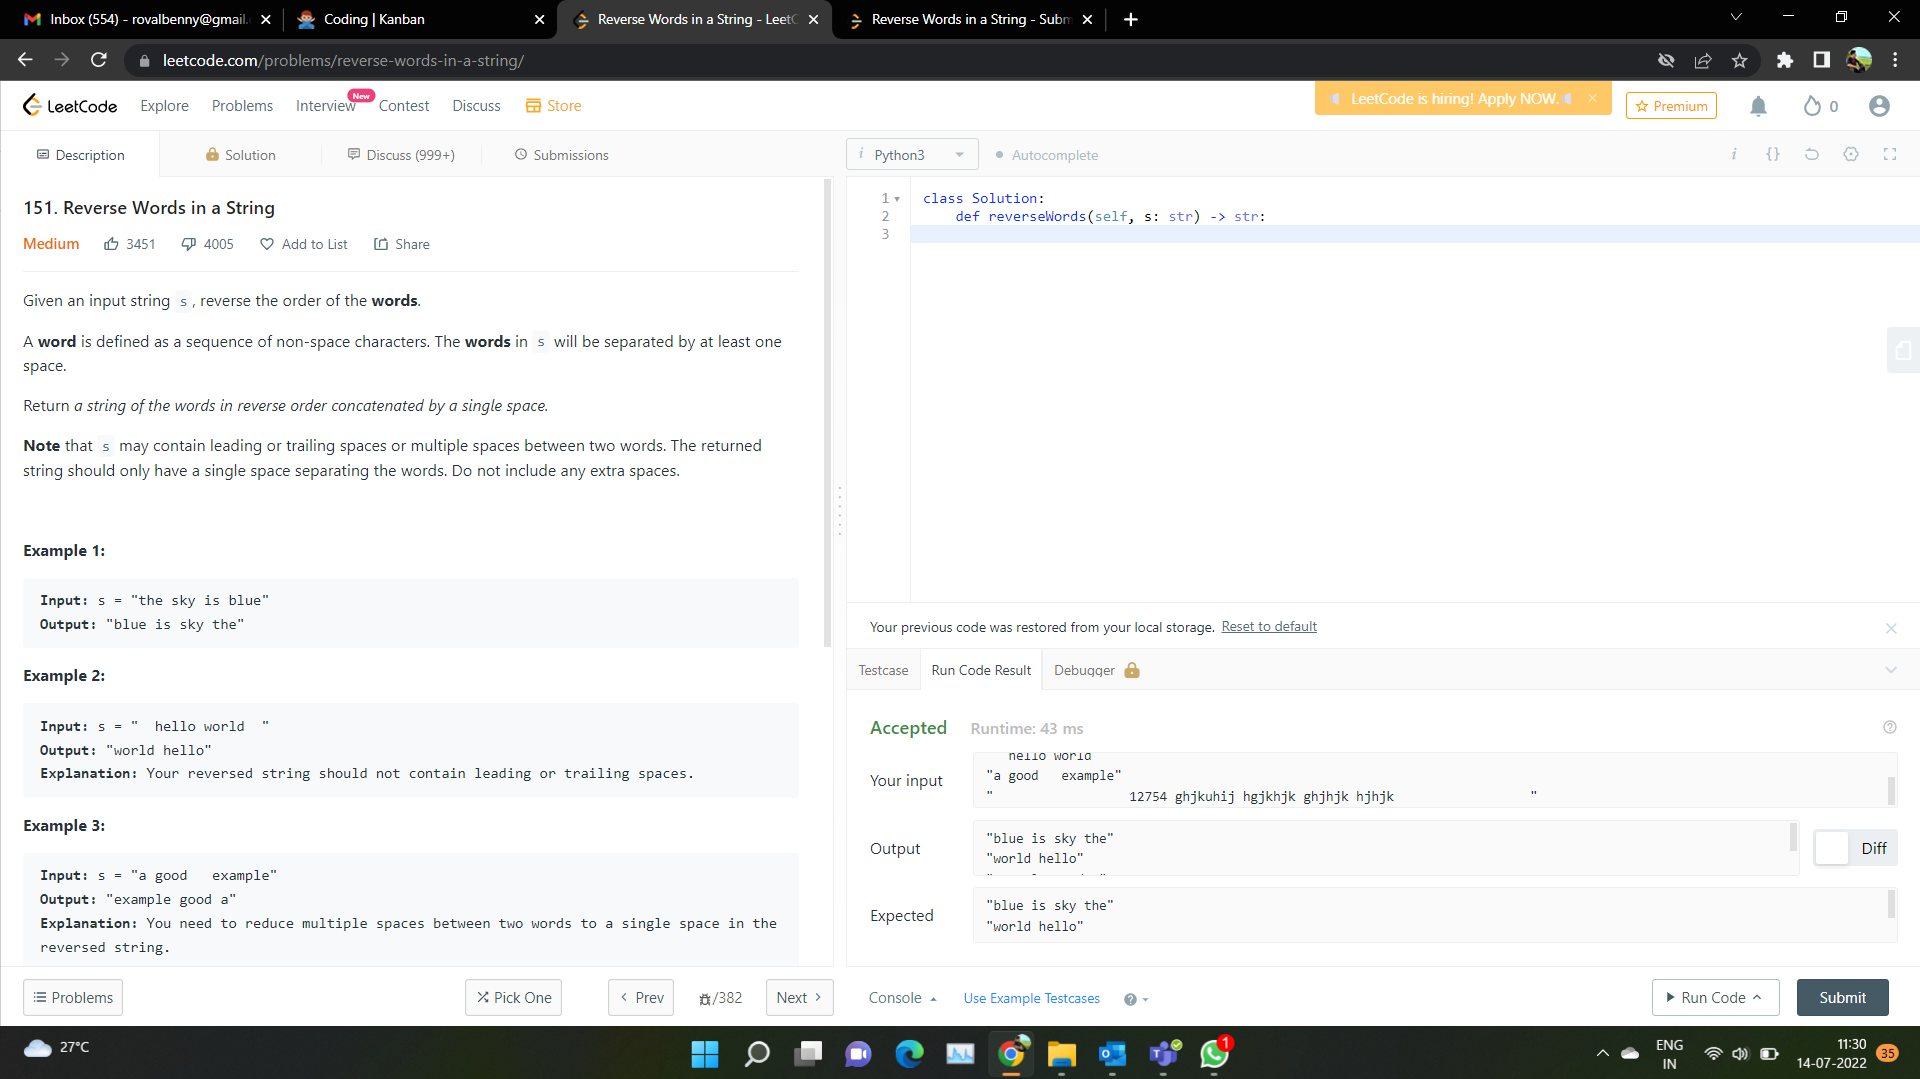 Inbox (554) - rovalbenny@gmail.
Coding | Kanban
Reverse Words in a String - LeetC
Reverse Words in a String - Subm
leetcode.com/problems/reverse-words-in-a-string/
LeetCode
Explore
Problems
Interview
New
Contest
Discuss
Store
LeetCode is hiring! Apply NOW.
Premium
0
Description
Solution
Discuss (999+)
Submissions
i Python3
Autocomplete
i {}
151. Reverse Words in a String
Medium
3451
4005
Add to List
Share
Given an input string s, reverse the order of the words.
A word is defined as a sequence of non-space characters. The words in s will be separated by at least one
space.
Return a string of the words in reverse order concatenated by a single space.
Note that s may contain leading or trailing spaces or multiple spaces between two words. The returned
string should only have a single space separating the words. Do not include any extra spaces.
Example 1:
Input: s = "the sky is blue"
Output: "blue is sky the"
Example 2:
Input: s = "  hello world  "
Output: "world hello"
Explanation: Your reversed string should not contain leading or trailing spaces.
Example 3:
Input: s = "a good   example"
Output: "example good a"
Explanation: You need to reduce multiple spaces between two words to a single space in the
reversed string.
1 class Solution:
2     def reverseWords(self, s: str) -> str:
3
Your previous code was restored from your local storage. Reset to default
Testcase
Run Code Result
Debugger
Accepted
Runtime: 43 ms
Your input
hello world
"a good   example"
"                 12754 ghjkuhij hgjkhjk ghjhjk hjhjk                 "
Output
"blue is sky the"
"world hello"
Diff
Expected
"blue is sky the"
"world hello"
Problems
Pick One
Prev
/382
Next
Console
Use Example Testcases
Run Code
Submit
27°C
1
ENG
IN
11:30
14-07-2022
35